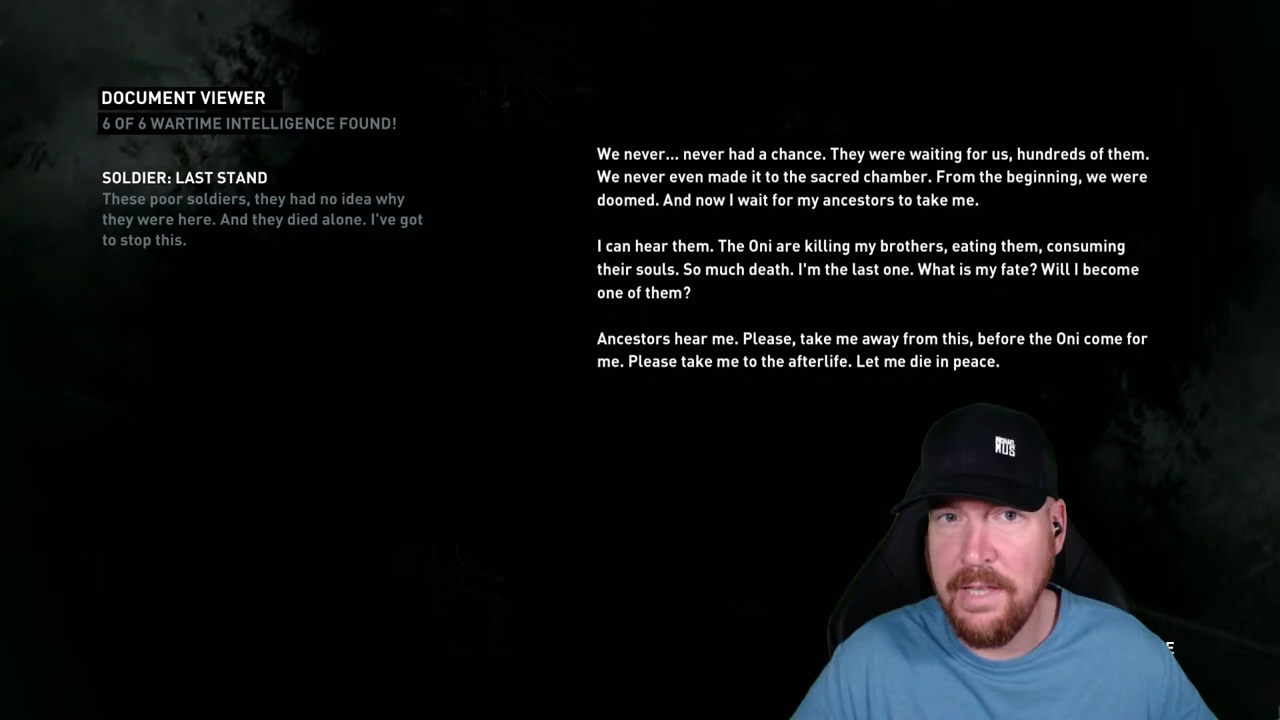 DOCUMENT VIEWER
6 OF 6 WARTIME INTELLIGENCE FOUND!
SOLDIER: LAST STAND
These poor soldiers, they had no idea why
they were here. And they died alone. I've got
to stop this.
We never... never had a chance. They were waiting for us, hundreds of them.
We never even made it to the sacred chamber. From the beginning, we were
doomed. And now I wait for my ancestors to take me.
I can hear them. The Oni are killing my brothers, eating them, consuming
their souls. So much death. I'm the last one. What is my fate? Will I become
one of them?
Ancestors hear me. Please, take me away from this, before the Oni come for
me. Please take me to the afterlife. Let me die in peace.